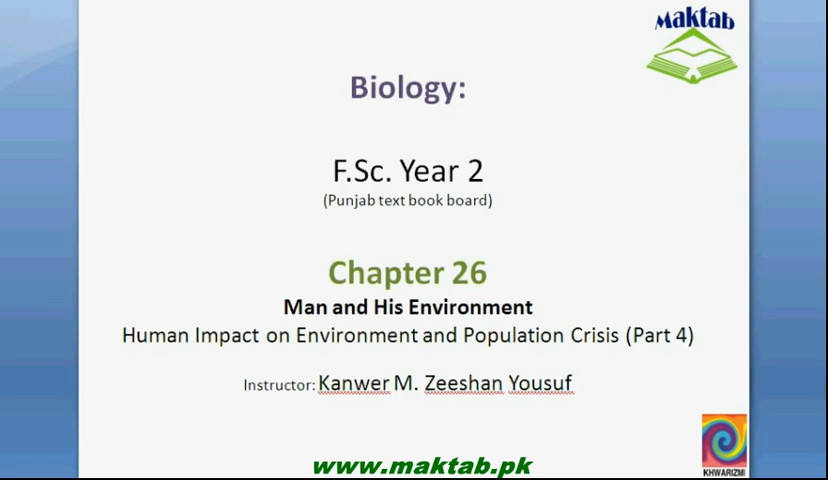 Maktab
Biology:
F.Sc. Year 2
(Punjab text book board)
Chapter 26
Man and His Environment
Human Impact on Environment and Population Crisis (Part 4)
Instructor: Kanwer M. Zeeshan Yousuf
www.maktab.pk
KHWARIZMI